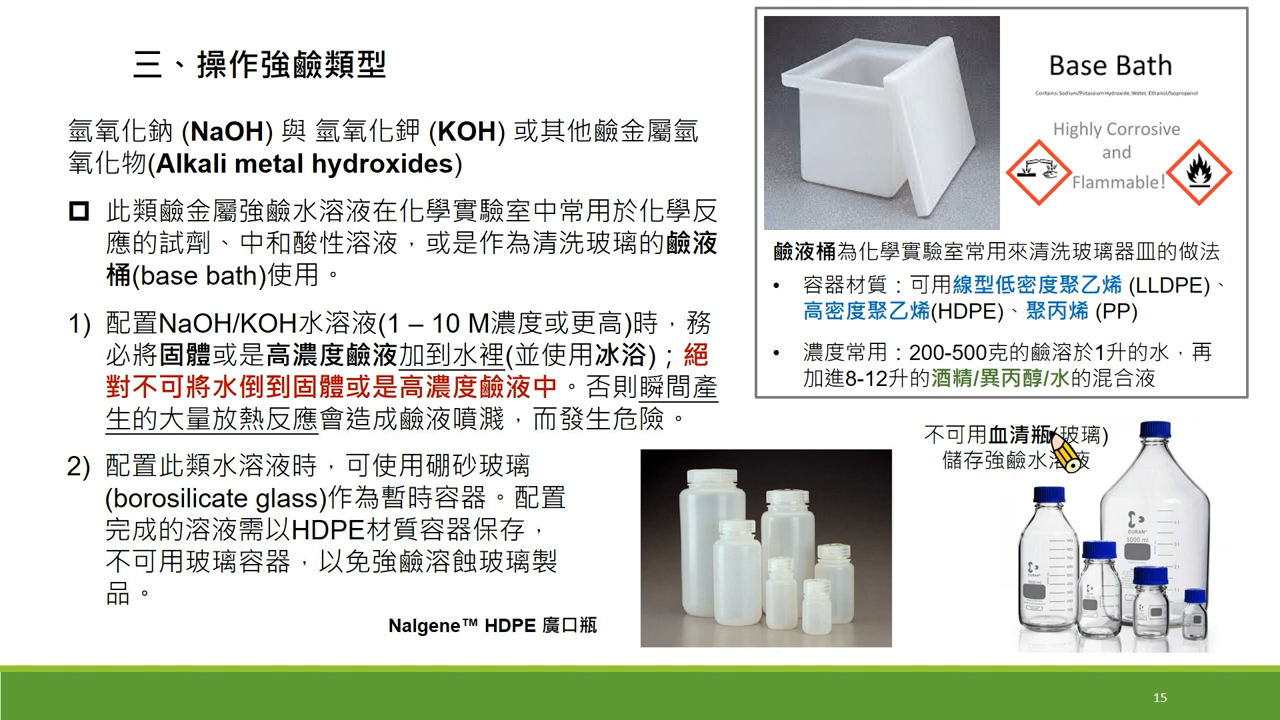 三、操作強鹼類型
氫氧化鈉 (NaOH) 與 氫氧化鉀 (KOH) 或其他鹼金屬氫
氧化物(Alkali metal hydroxides)
此類鹼金屬強鹼水溶液在化學實驗室中常用於化學反
應的試劑、中和酸性溶液，或是作為清洗玻璃的鹼液
桶(base bath)使用。
1) 配置NaOH/KOH水溶液(1 – 10 M濃度或更高)時，務
必將固體或是高濃度鹼液加到水裡(並使用冰浴)；絕
對不可將水倒到固體或是高濃度鹼液中。否則瞬間產
生的大量放熱反應會造成鹼液噴濺，而發生危險。
2) 配置此類水溶液時，可使用硼砂玻璃
(borosilicate glass)作為暫時容器。配置
完成的溶液需以HDPE材質容器保存，
不可用玻璃容器，以免強鹼溶蝕玻璃製
品。
Nalgene™ HDPE 廣口瓶
Base Bath
Contains: Sodium/Potassium Hydroxide, Water, Ethanol/Isopropanol
Highly Corrosive
and
Flammable!
鹼液桶為化學實驗室常用來清洗玻璃器皿的做法
• 容器材質：可用線型低密度聚乙烯 (LLDPE)、
高密度聚乙烯(HDPE)、聚丙烯 (PP)
• 濃度常用：200-500克的鹼溶於1升的水，再
加進8-12升的酒精/異丙醇/水的混合液
不可用血清瓶(玻璃)
儲存強鹼水溶液
DURAN
5000 ml
15